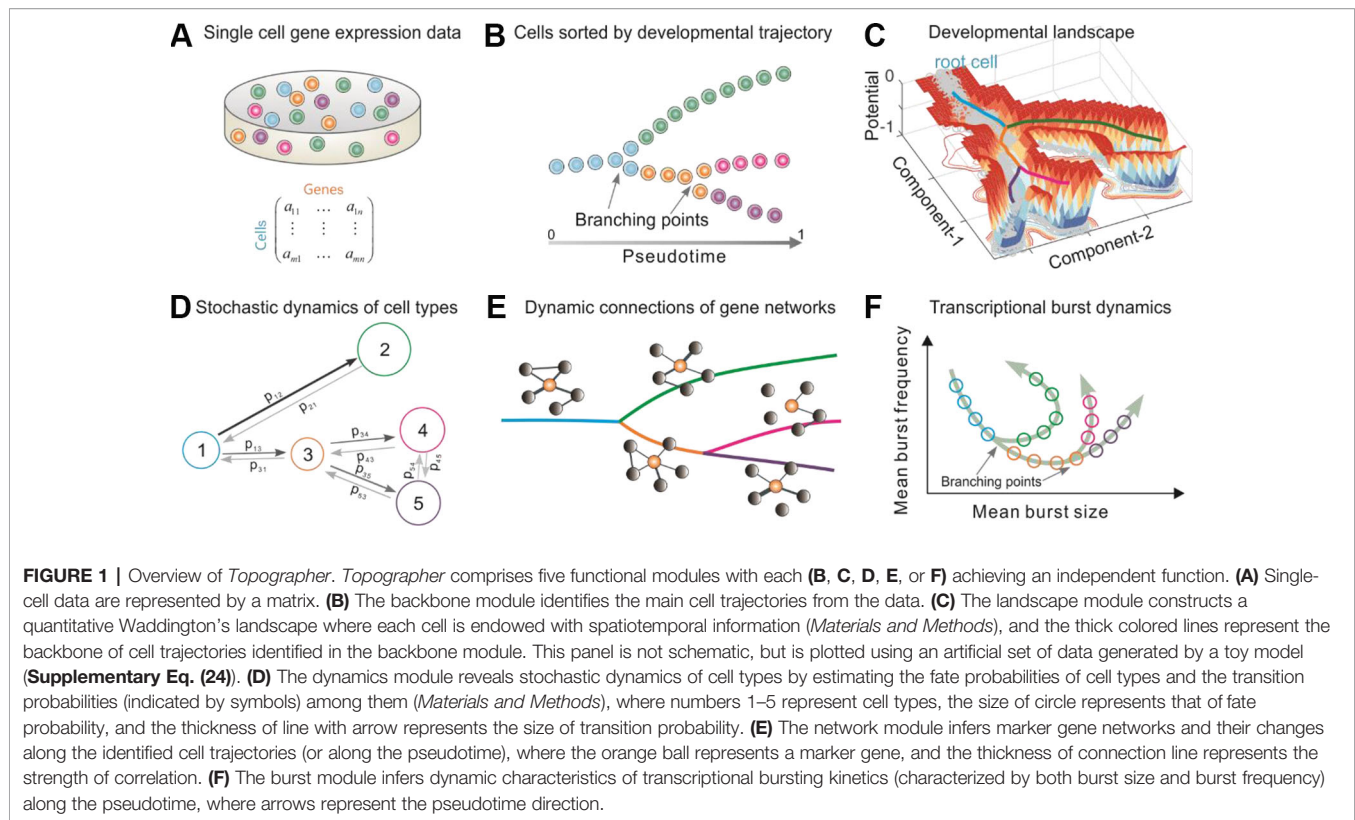 A Single cell gene expression data
Genes
Cells
a11 ... a1n
⋮ ⋮ ⋮
am1 ... amn
B Cells sorted by developmental trajectory
Branching points
0 1
Pseudotime
C Developmental landscape
root cell
0
-1
Potential
Component-1
Component-2
D Stochastic dynamics of cell types
1
2
3
4
5
p12
p21
p13
p31
p34
p43
p35
p53
p54
p45
E Dynamic connections of gene networks
F Transcriptional burst dynamics
Mean burst frequency
Branching points
Mean burst size
FIGURE 1 | Overview of Topographer. Topographer comprises five functional modules with each (B, C, D, E, or F) achieving an independent function. (A) Single-
cell data are represented by a matrix. (B) The backbone module identifies the main cell trajectories from the data. (C) The landscape module constructs a
quantitative Waddington's landscape where each cell is endowed with spatiotemporal information (Materials and Methods), and the thick colored lines represent the
backbone of cell trajectories identified in the backbone module. This panel is not schematic, but is plotted using an artificial set of data generated by a toy model
(Supplementary Eq. (24)). (D) The dynamics module reveals stochastic dynamics of cell types by estimating the fate probabilities of cell types and the transition
probabilities (indicated by symbols) among them (Materials and Methods), where numbers 1–5 represent cell types, the size of circle represents that of fate
probability, and the thickness of line with arrow represents the size of transition probability. (E) The network module infers marker gene networks and their changes
along the identified cell trajectories (or along the pseudotime), where the orange ball represents a marker gene, and the thickness of connection line represents the
strength of correlation. (F) The burst module infers dynamic characteristics of transcriptional bursting kinetics (characterized by both burst size and burst frequency)
along the pseudotime, where arrows represent the pseudotime direction.